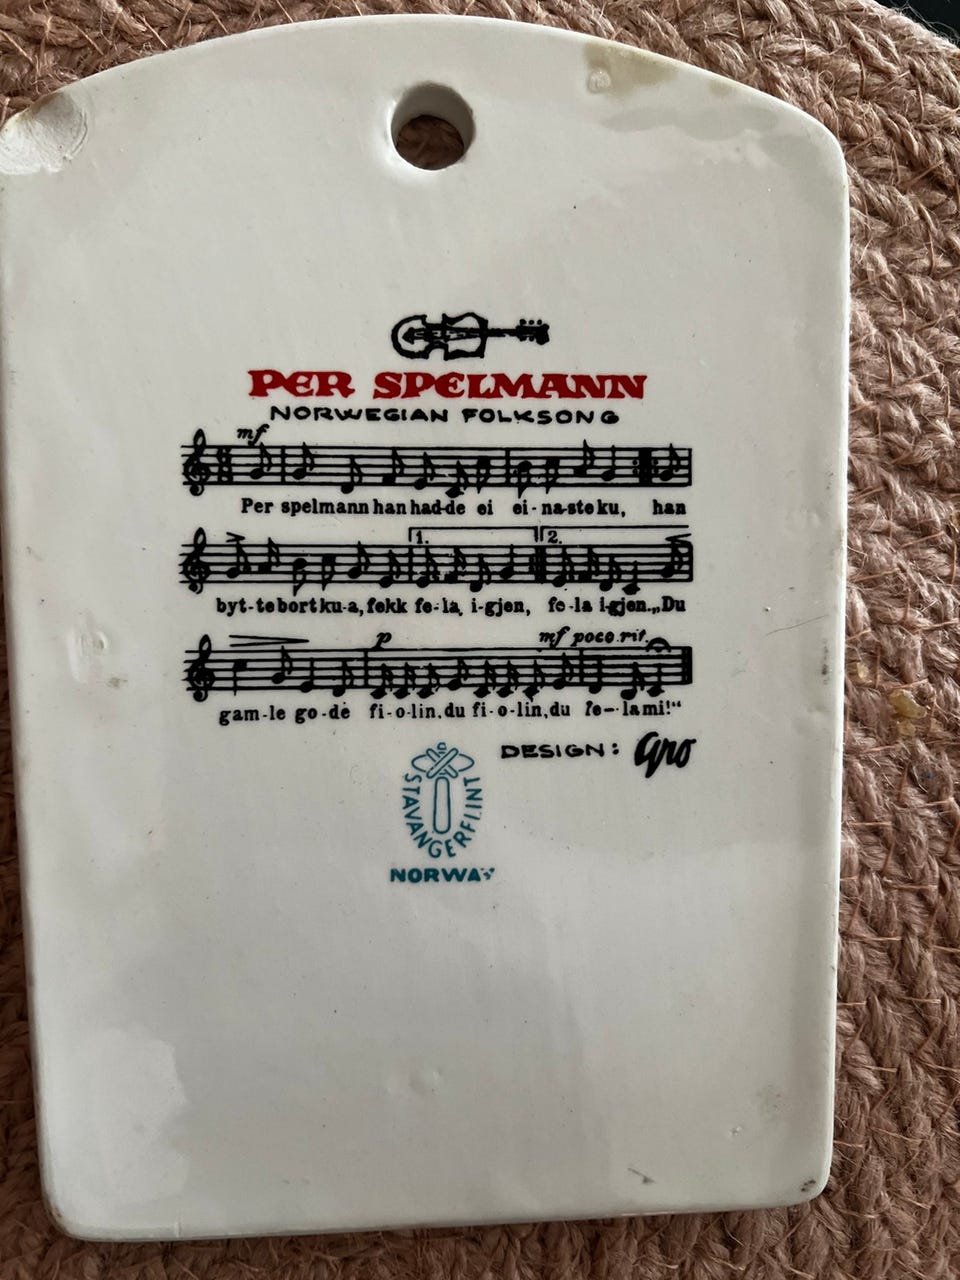 PER SPELMANN
NORWEGIAN FOLKSONG
mf
Per spelmann han had-de ei ei-na-ste ku, han
1. 2.
byt-te bort ku-a, fekk fe-la i-gjen, fe-la i-gjen. „Du
p mf poco rit.
gam-le go-de fi-o-lin, du fi-o-lin, du fe-la mi!“
DESIGN: Gro
STAVANGERFLINT
NORWAY